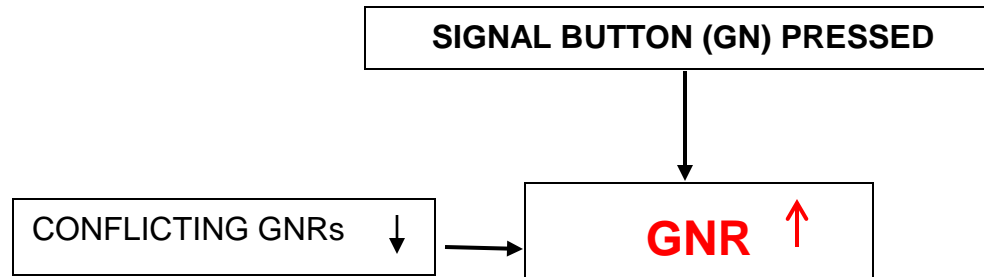 SIGNAL BUTTON (GN) PRESSED
CONFLICTING GNRs ↓
GNR ↑